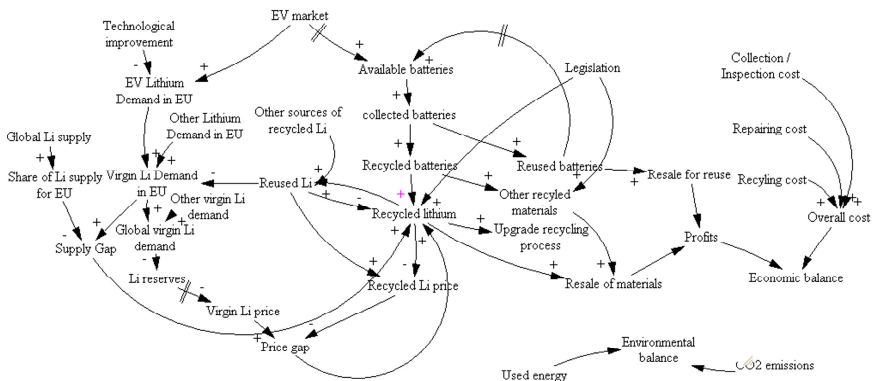 EV market
Technological
improvement
EV Lithium
Demand in EU
Available batteries
Legislation
Collection /
Inspection cost
Other Lithium
Demand in EU
Other sources of
recycled Li
collected batteries
Global Li supply
Repairing cost
Share of Li supply
for EU
Virgin Li Demand
in EU
Reused Li
Recycled batteries
Reused batteries
Resale for reuse
Recyling cost
Other virgin Li
demand
Other recyled
materials
Recycled lithium
Upgrade recycling
process
Overall cost
Global virgin Li
demand
Supply Gap
Profits
Li reserves
Recycled Li price
Resale of materials
Economic balance
Virgin Li price
Price gap
Environmental
balance
Used energy
CO2 emissions